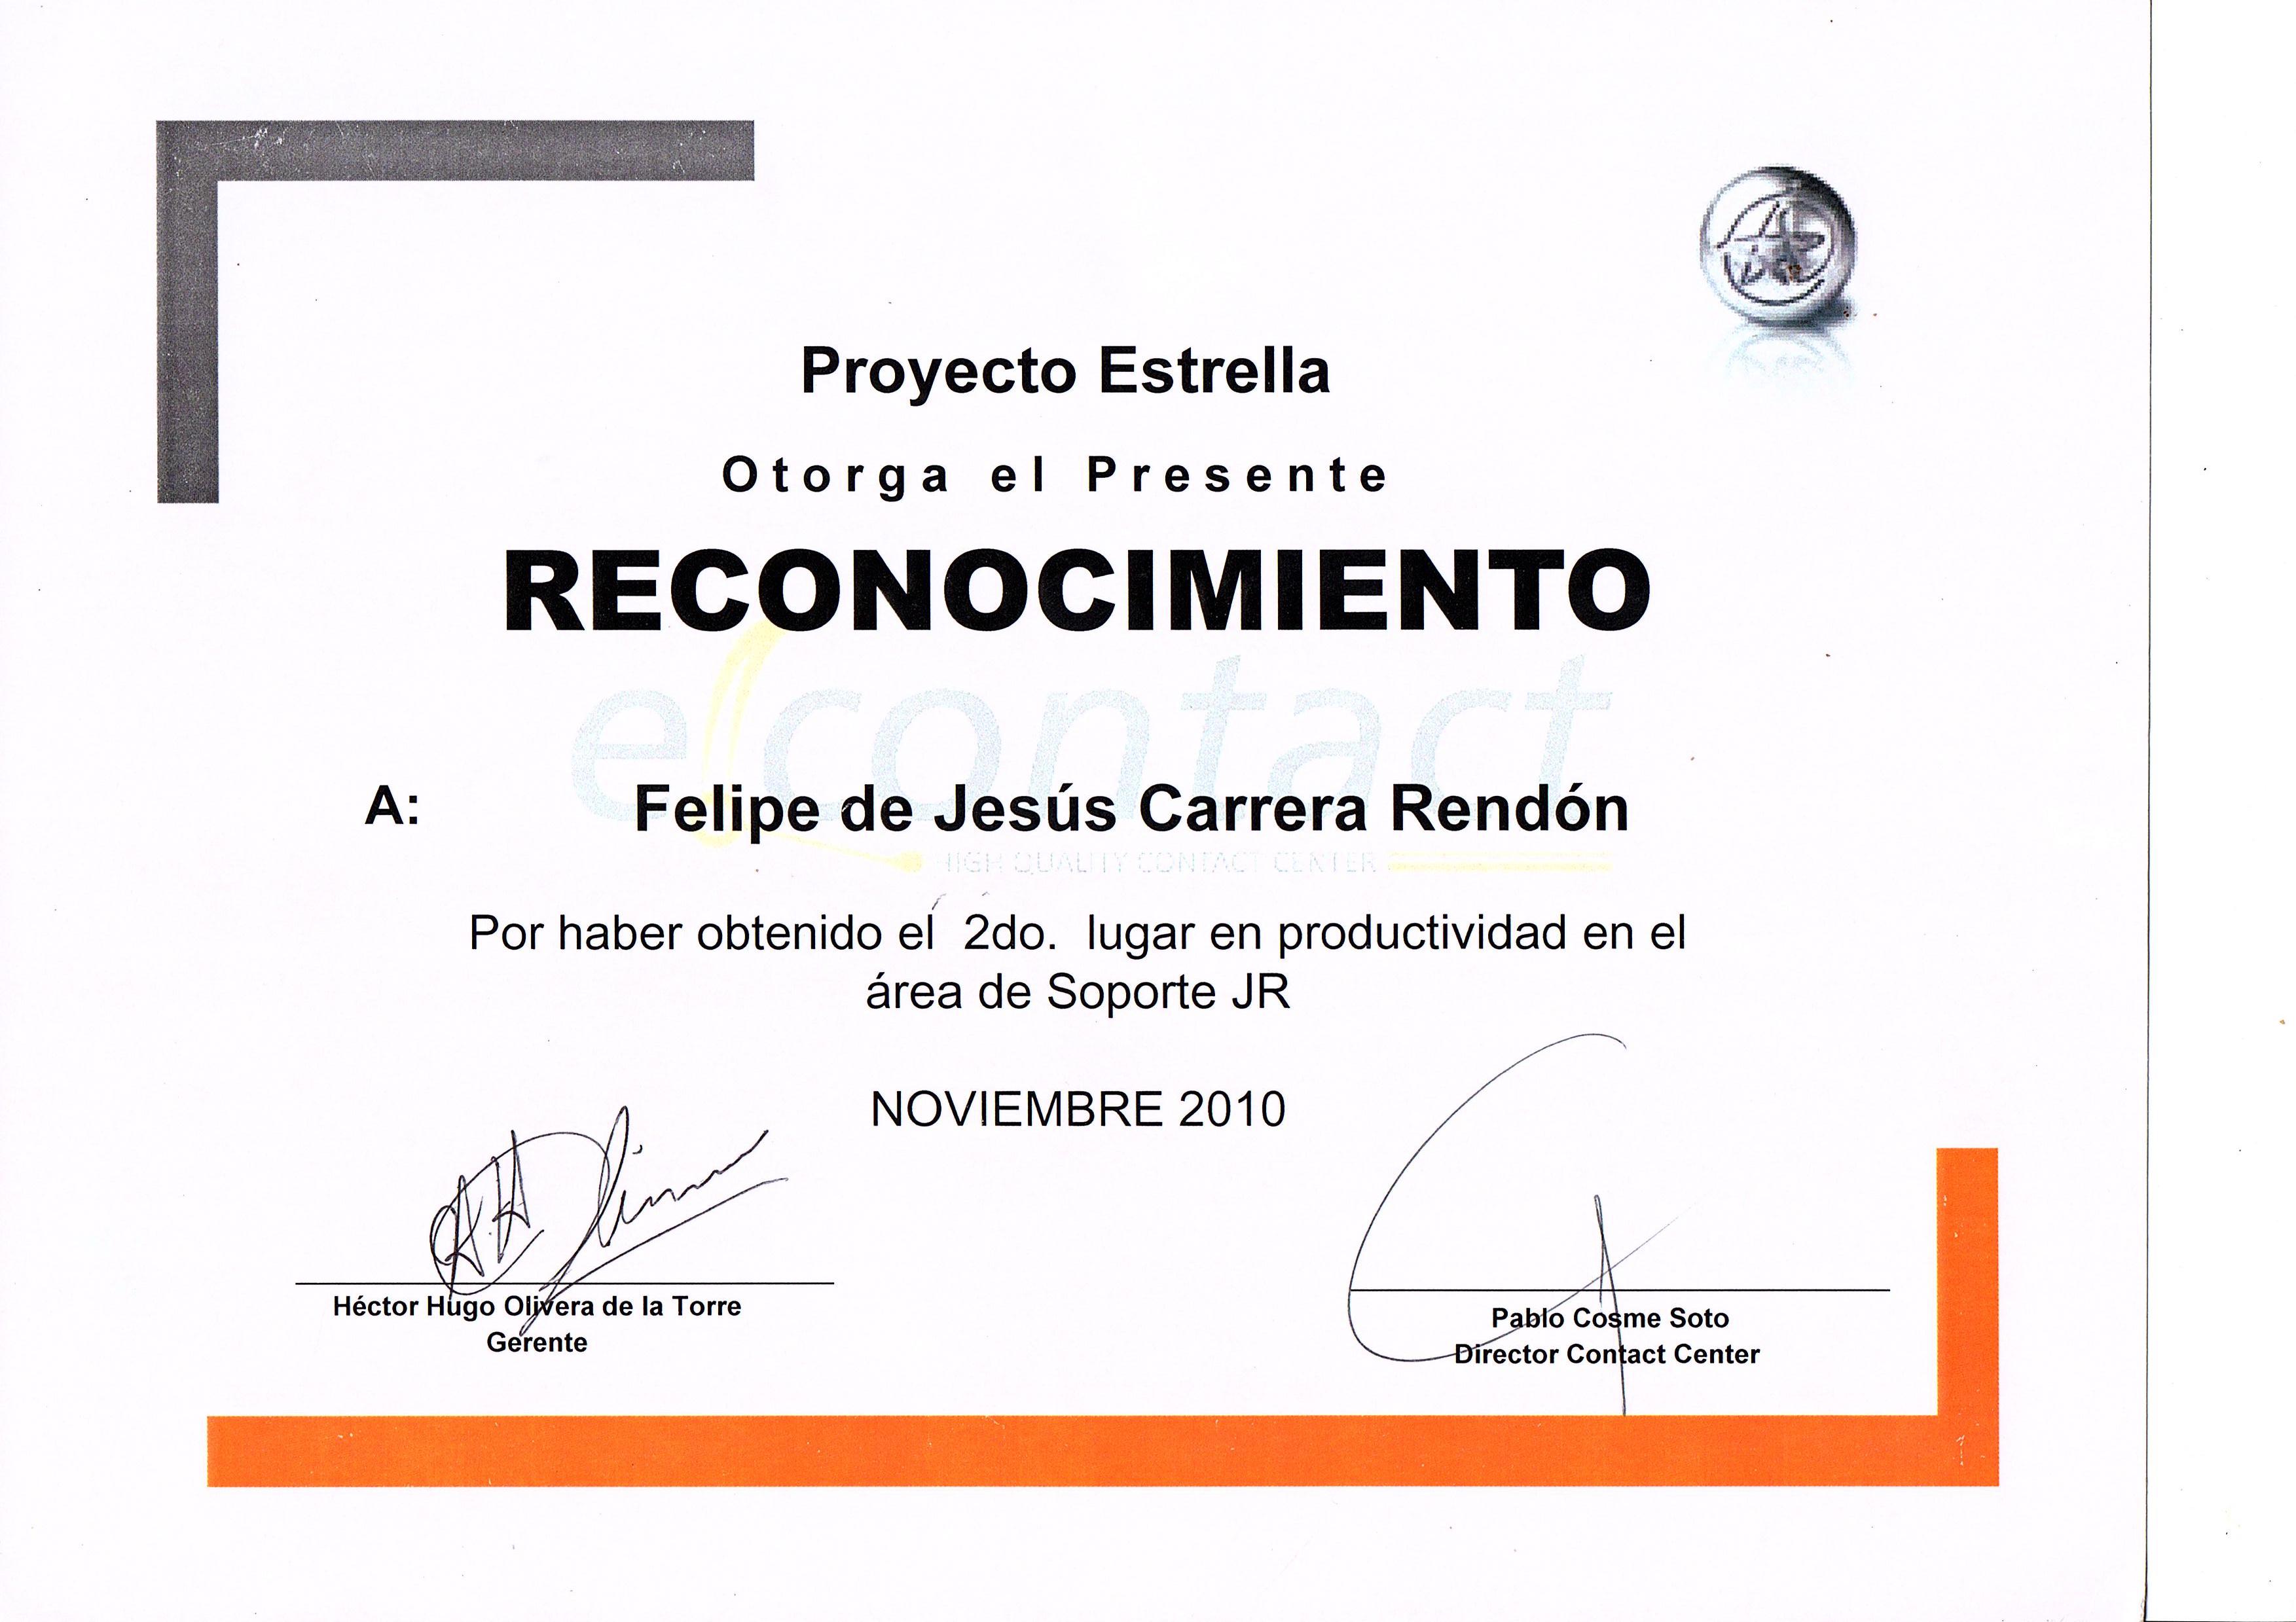 Proyecto Estrella
Otorga el Presente
RECONOCIMIENTO
econtact
A: Felipe de Jesús Carrera Rendón
HIGH QUALITY CONTACT CENTER
Por haber obtenido el 2do. lugar en productividad en el
área de Soporte JR
NOVIEMBRE 2010
Héctor Hugo Olivera de la Torre
Gerente
Pablo Cosme Soto
Director Contact Center